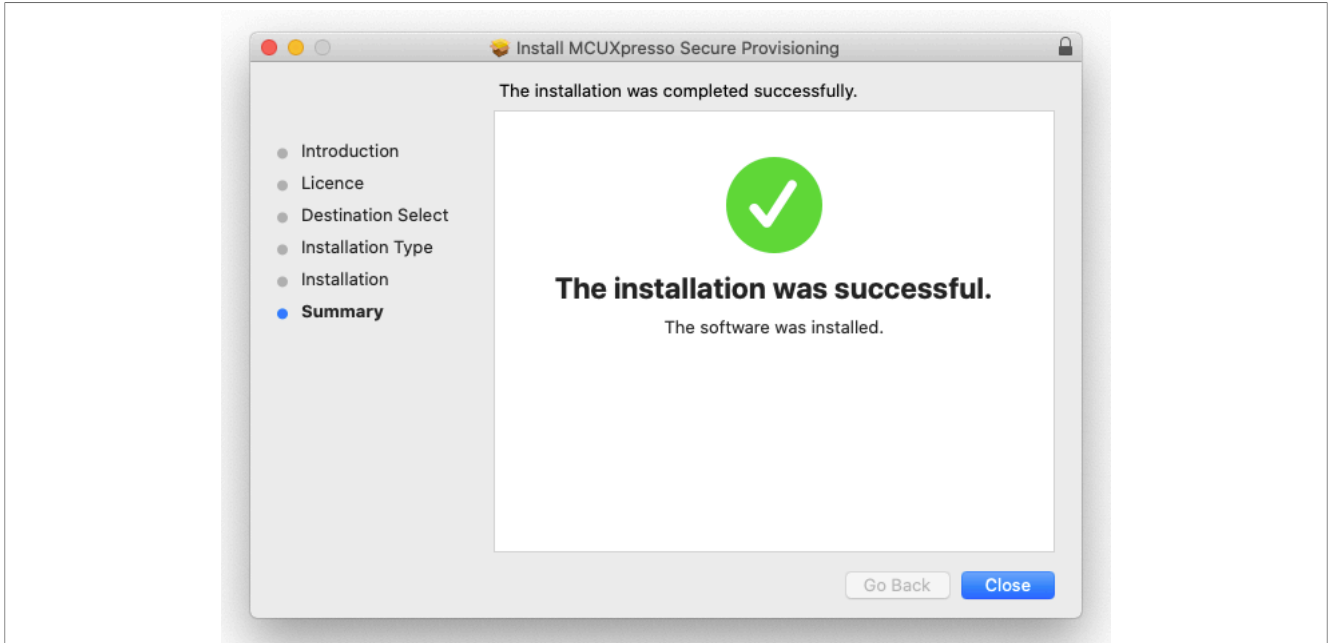 Install MCUXpresso Secure Provisioning
The installation was completed successfully.
Introduction
Licence
Destination Select
Installation Type
Installation
Summary
The installation was successful.
The software was installed.
Go Back
Close